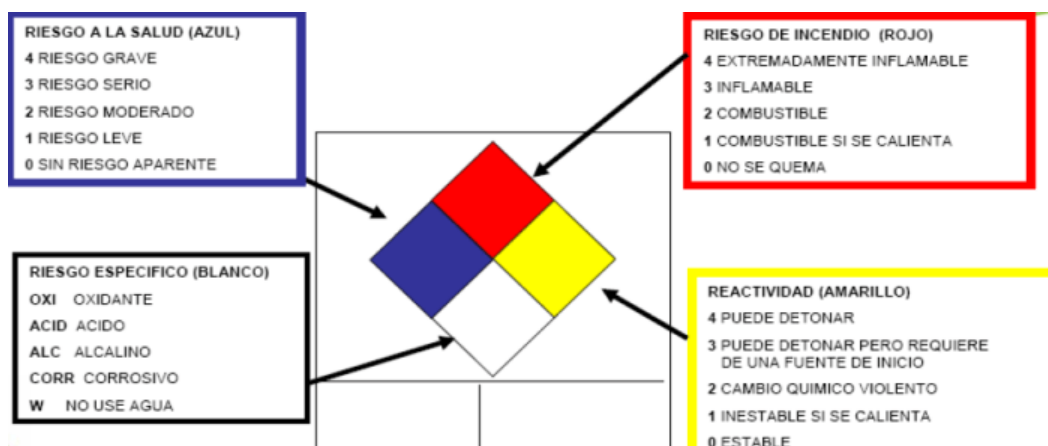 RIESGO A LA SALUD (AZUL)
4 RIESGO GRAVE
3 RIESGO SERIO
2 RIESGO MODERADO
1 RIESGO LEVE
0 SIN RIESGO APARENTE
RIESGO DE INCENDIO (ROJO)
4 EXTREMADAMENTE INFLAMABLE
3 INFLAMABLE
2 COMBUSTIBLE
1 COMBUSTIBLE SI SE CALIENTA
0 NO SE QUEMA
RIESGO ESPECIFICO (BLANCO)
OXI OXIDANTE
ACID ACIDO
ALC ALCALINO
CORR CORROSIVO
W NO USE AGUA
REACTIVIDAD (AMARILLO)
4 PUEDE DETONAR
3 PUEDE DETONAR PERO REQUIERE
DE UNA FUENTE DE INICIO
2 CAMBIO QUIMICO VIOLENTO
1 INESTABLE SI SE CALIENTA
0 ESTABLE